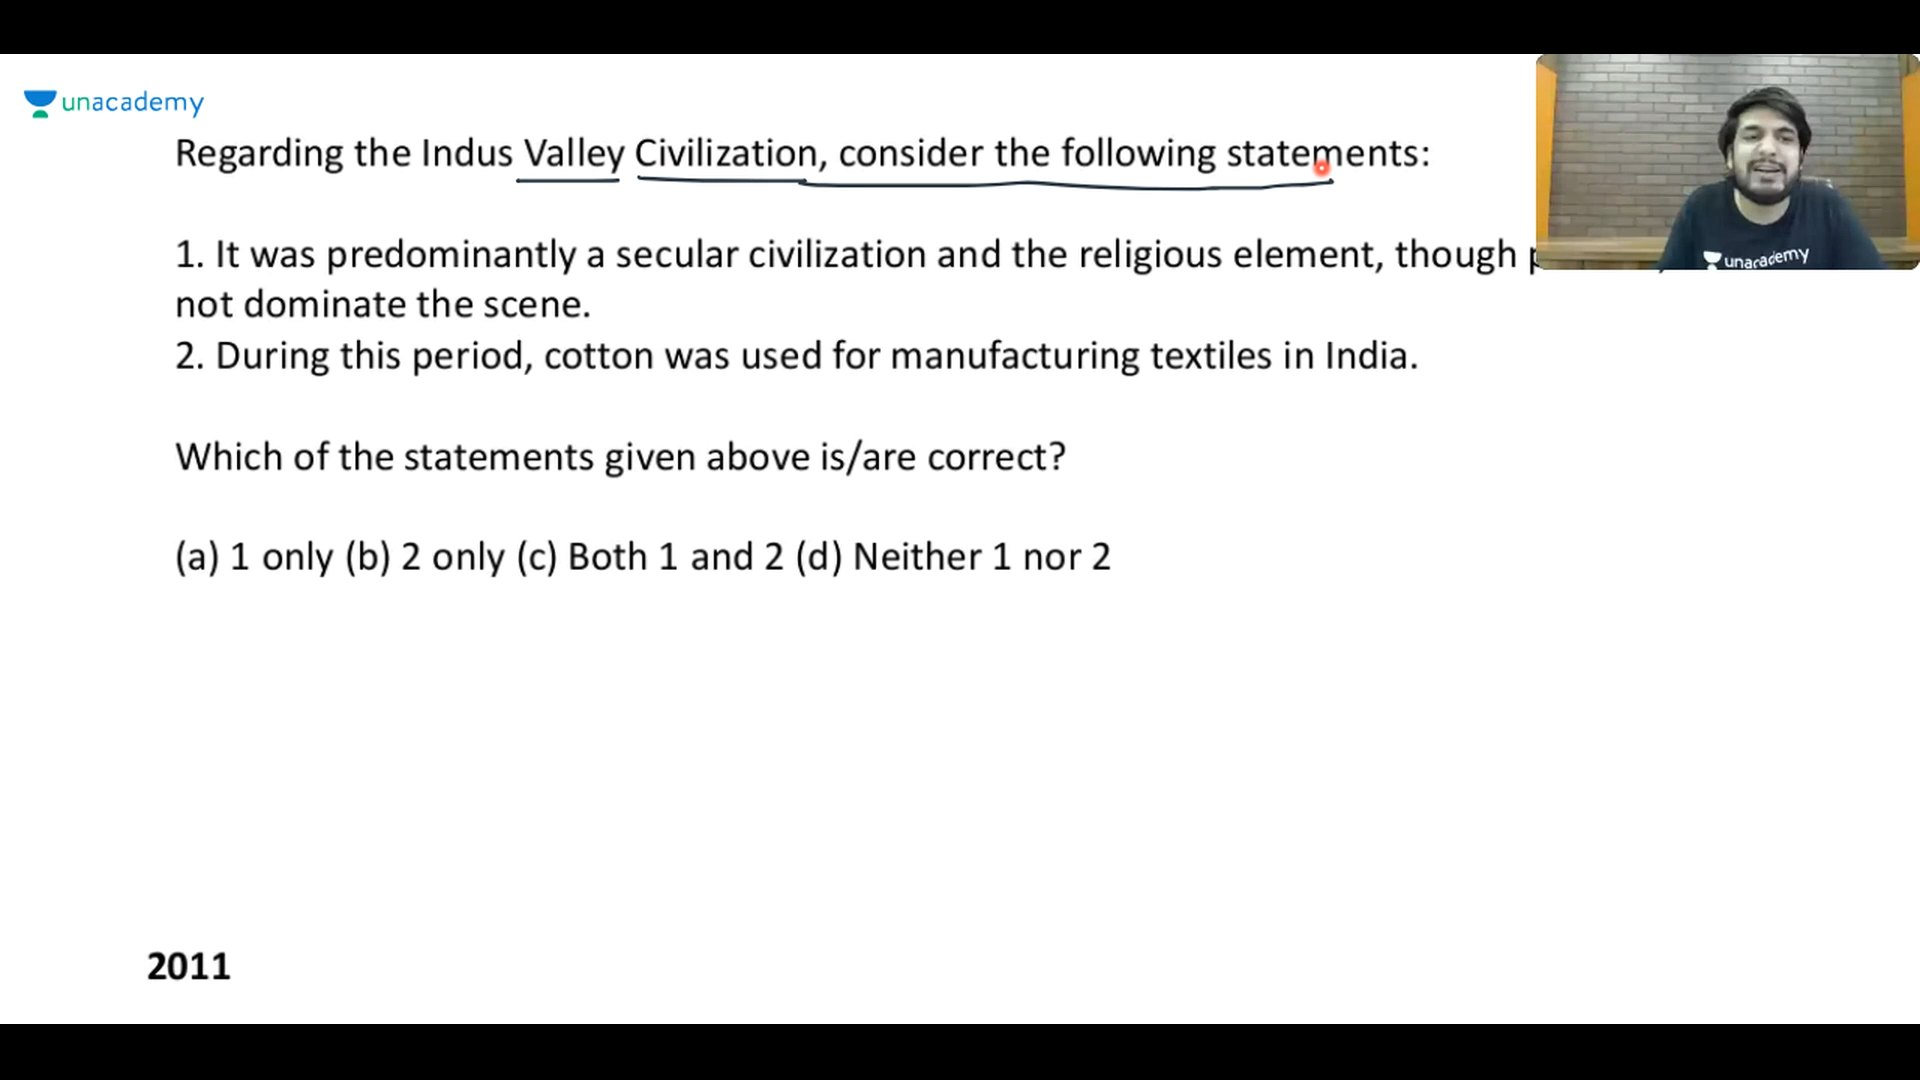 unacademy
Regarding the Indus Valley Civilization, consider the following statements:
1. It was predominantly a secular civilization and the religious element, though
not dominate the scene.
2. During this period, cotton was used for manufacturing textiles in India.
Which of the statements given above is/are correct?
(a) 1 only (b) 2 only (c) Both 1 and 2 (d) Neither 1 nor 2
2011
unacademy